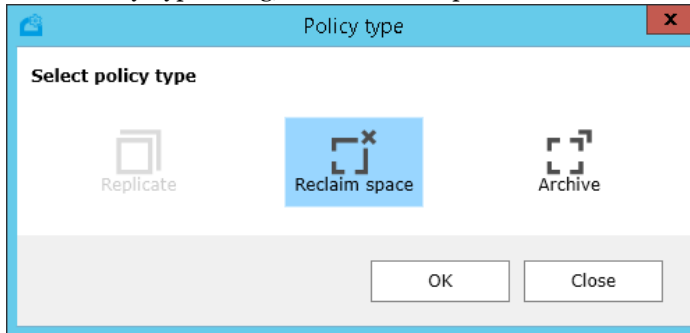 Policy type
x
Select policy type
Replicate
Reclaim space
Archive
OK
Close